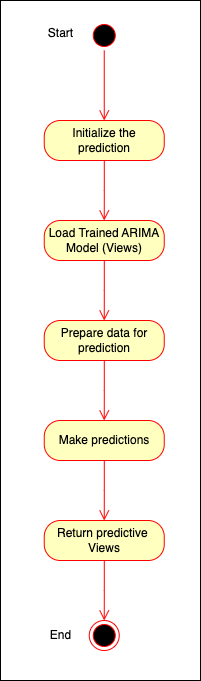 Start
Initialize the
prediction
Load Trained ARIMA
Model (Views)
Prepare data for
prediction
Make predictions
Return predictive
Views
End